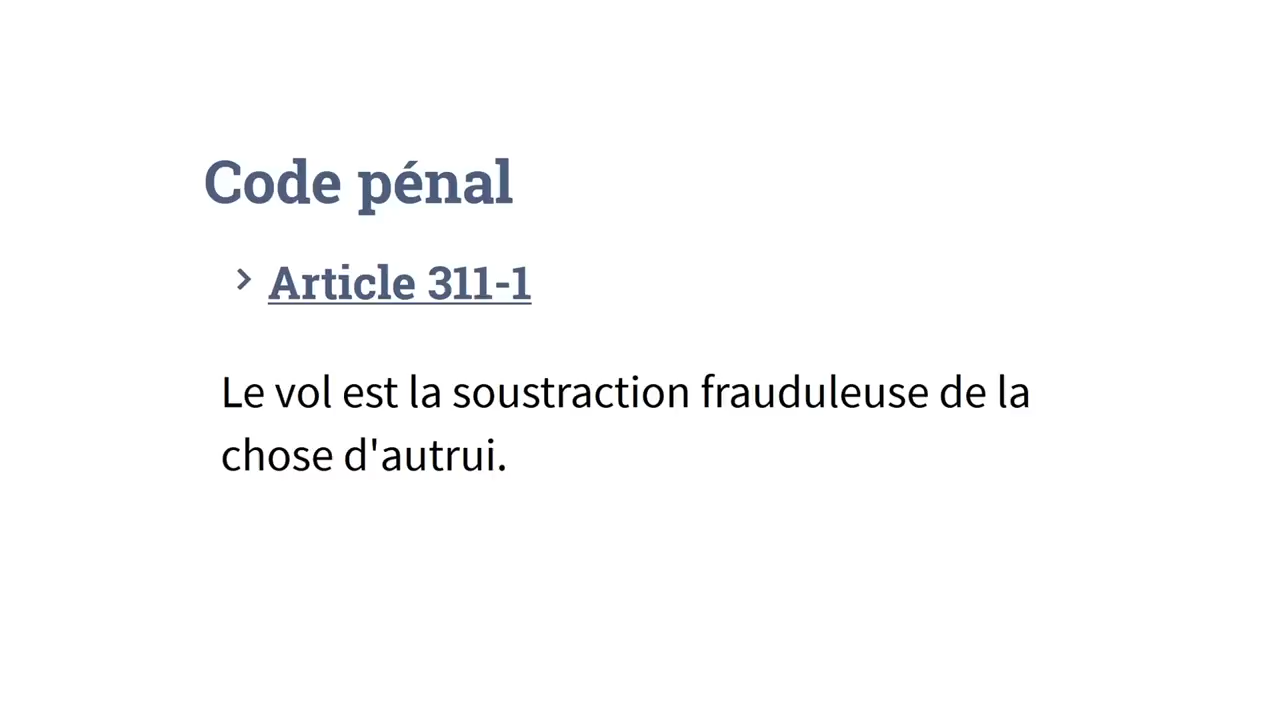 Code pénal
> Article 311-1
Le vol est la soustraction frauduleuse de la
chose d'autrui.